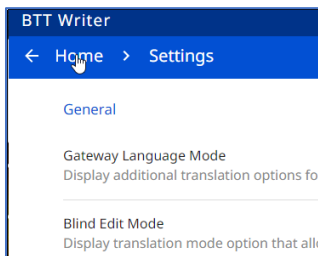 BTT Writer
← Home > Settings
General
Gateway Language Mode
Display additional translation options fo
Blind Edit Mode
Display translation mode option that all